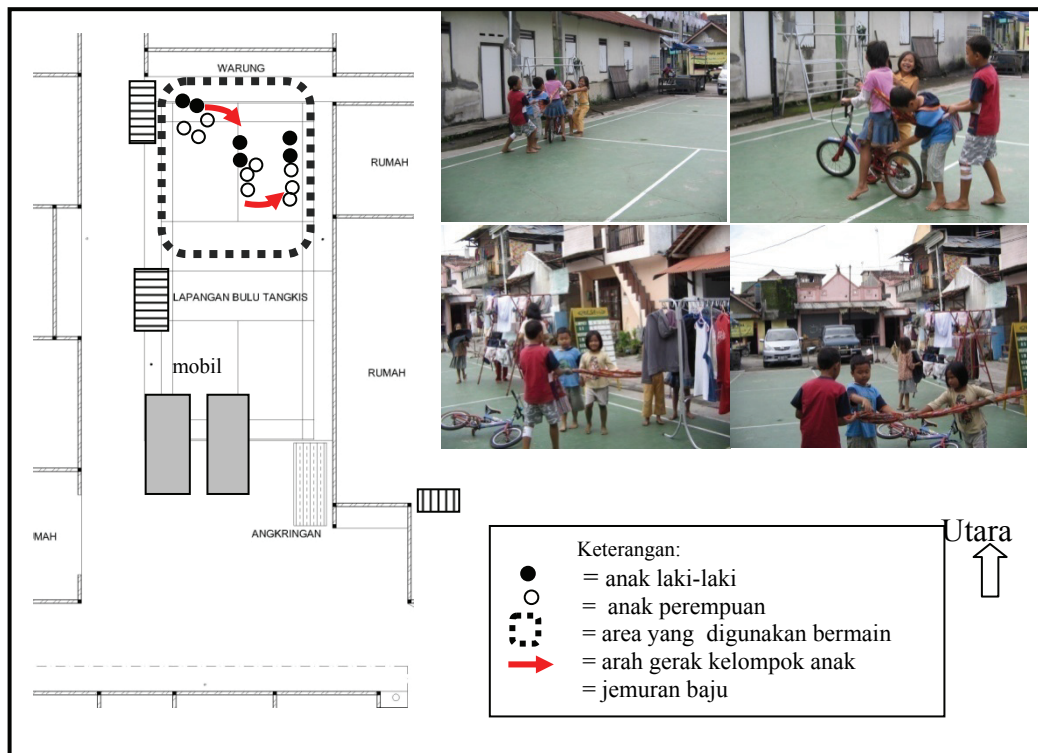 WARUNG
RUMAH
LAPANGAN BULU TANGKIS
mobil
RUMAH
ANGKRINGAN
MAH
Utara
Keterangan:
= anak laki-laki
= anak perempuan
= area yang digunakan bermain
= arah gerak kelompok anak
= jemuran baju